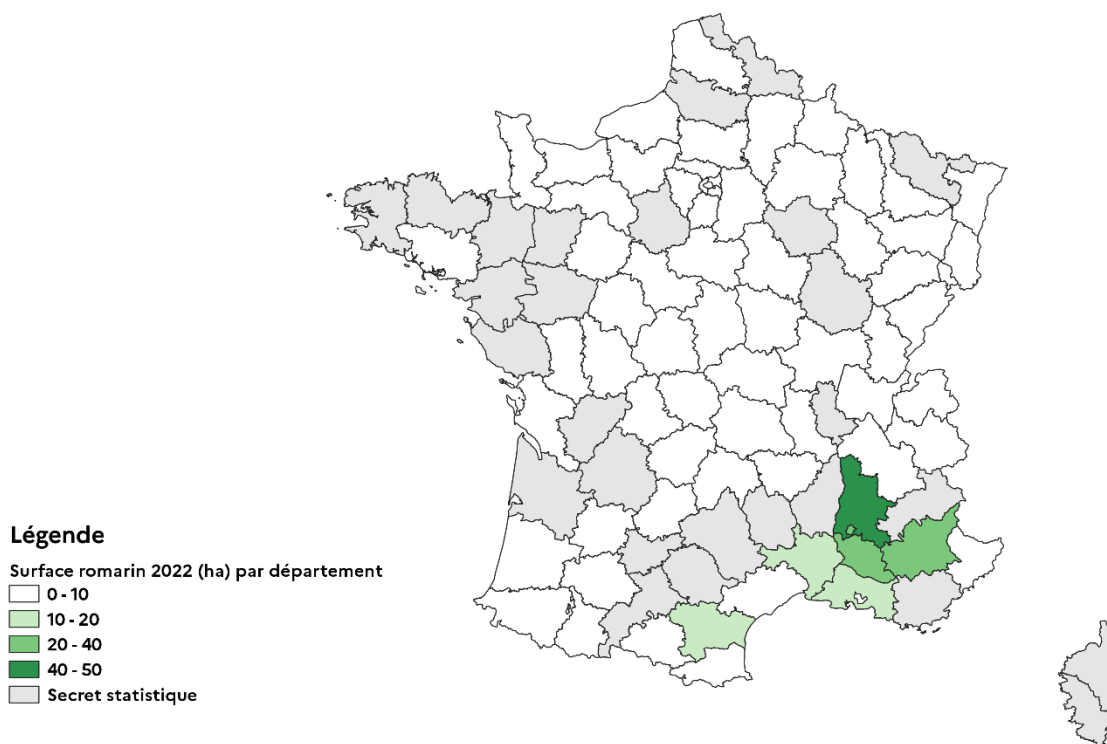 Légende
Surface romarin 2022 (ha) par département
0 - 10
10 - 20
20 - 40
40 - 50
Secret statistique